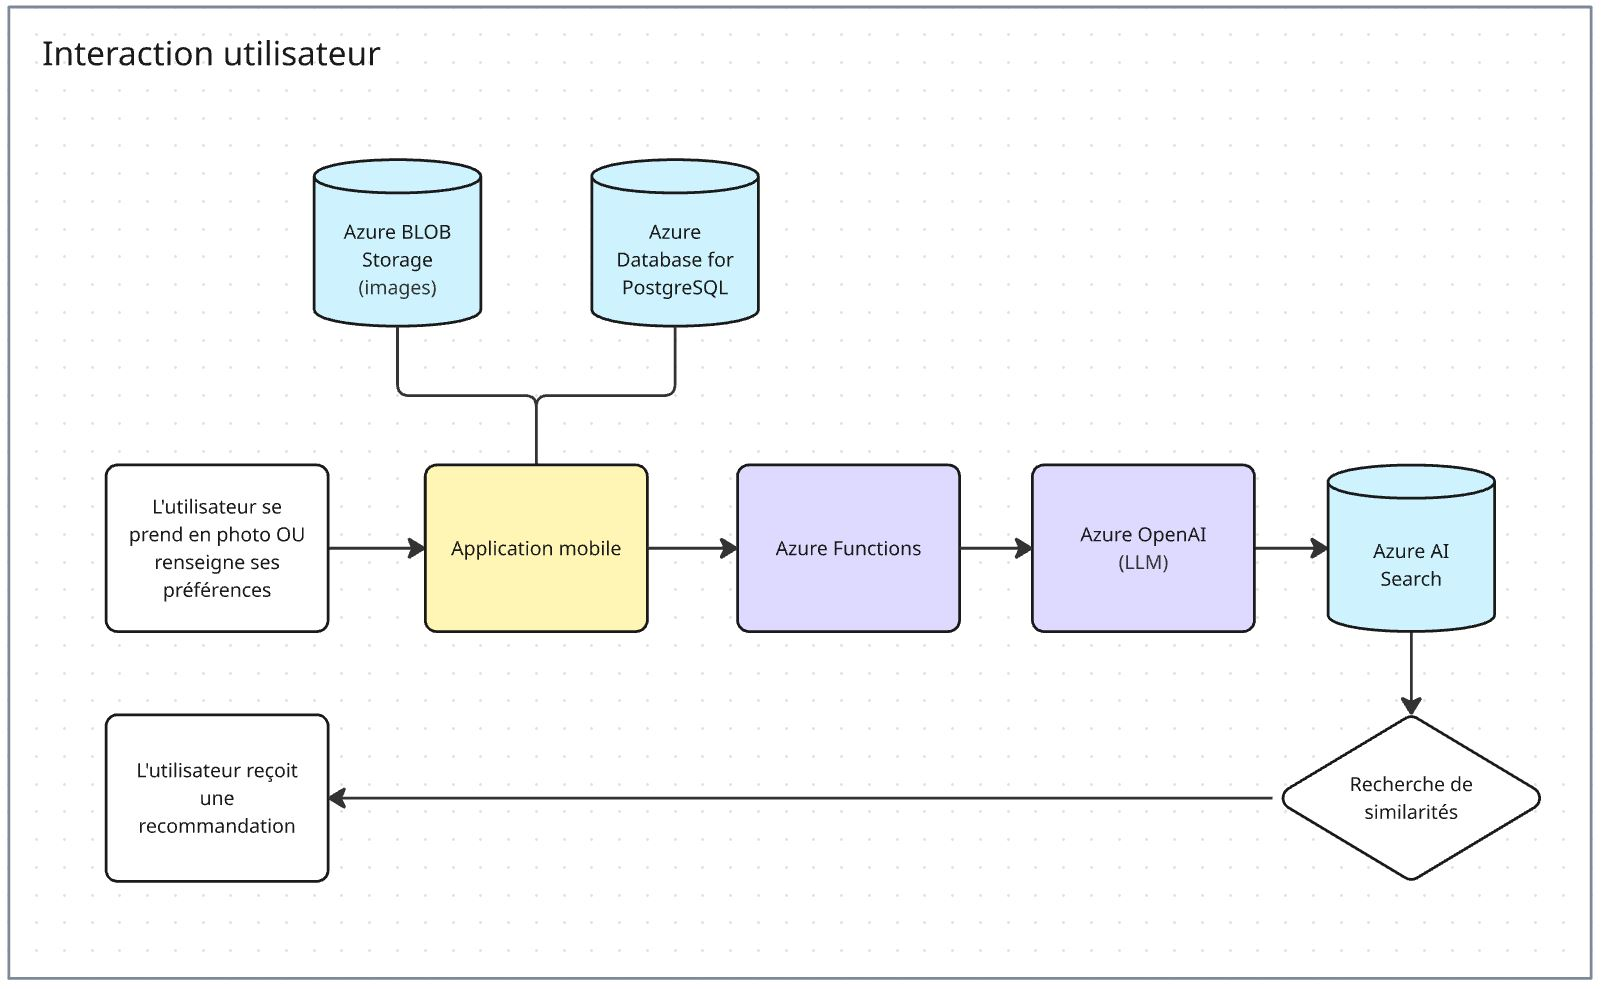 Interaction utilisateur
Azure BLOB
Storage
(images)
Azure
Database for
PostgreSQL
L'utilisateur se
prend en photo OU
renseigne ses
préférences
Application mobile
Azure Functions
Azure OpenAI
(LLM)
Azure AI
Search
L'utilisateur reçoit
une
recommandation
Recherche de
similarités